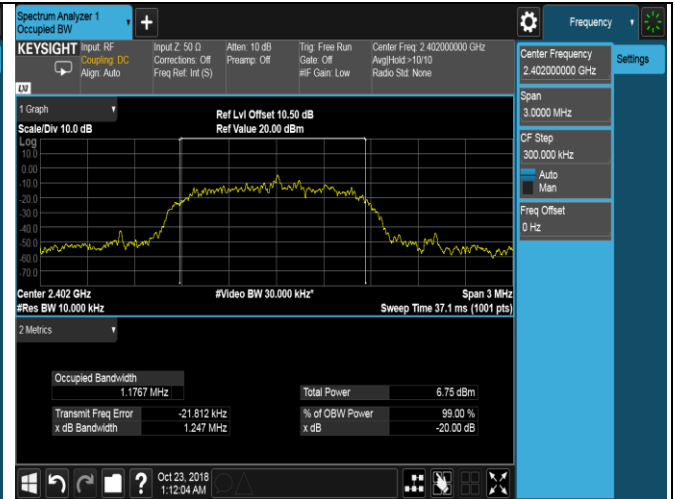 Spectrum Analyzer 1
Occupied BW
+
Frequency
KEYSIGHT
Input: RF
Coupling: DC
Align: Auto
Input Z: 50 Ω
Corrections: Off
Freq Ref: Int (S)
Atten: 10 dB
Preamp: Off
Trig: Free Run
Gate: Off
#IF Gain: Low
Center Freq: 2.402000000 GHz
Avg|Hold:>10/10
Radio Std: None
LXI
Center Frequency
2.402000000 GHz
Settings
Span
3.0000 MHz
CF Step
300.000 kHz
Auto
Man
Freq Offset
0 Hz
1 Graph
Scale/Div 10.0 dB
Ref Lvl Offset 10.50 dB
Ref Value 20.00 dBm
Log
10.0
0.00
-10.0
-20.0
-30.0
-40.0
-50.0
-60.0
-70.0
Center 2.402 GHz
#Video BW 30.000 kHz*
Span 3 MHz
#Res BW 10.000 kHz
Sweep Time 37.1 ms (1001 pts)
2 Metrics
Occupied Bandwidth
1.1767 MHz
Total Power 6.75 dBm
Transmit Freq Error -21.812 kHz
% of OBW Power 99.00 %
x dB Bandwidth 1.247 MHz
x dB -20.00 dB
?
Oct 23, 2018
1:12:04 AM